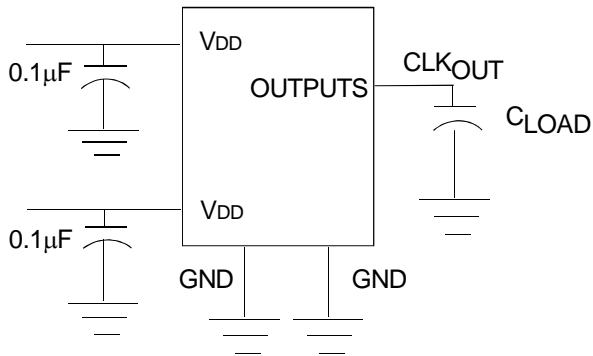 VDD
0.1μF
CLKOUT
OUTPUTS
CLOAD
VDD
0.1μF
GND
GND